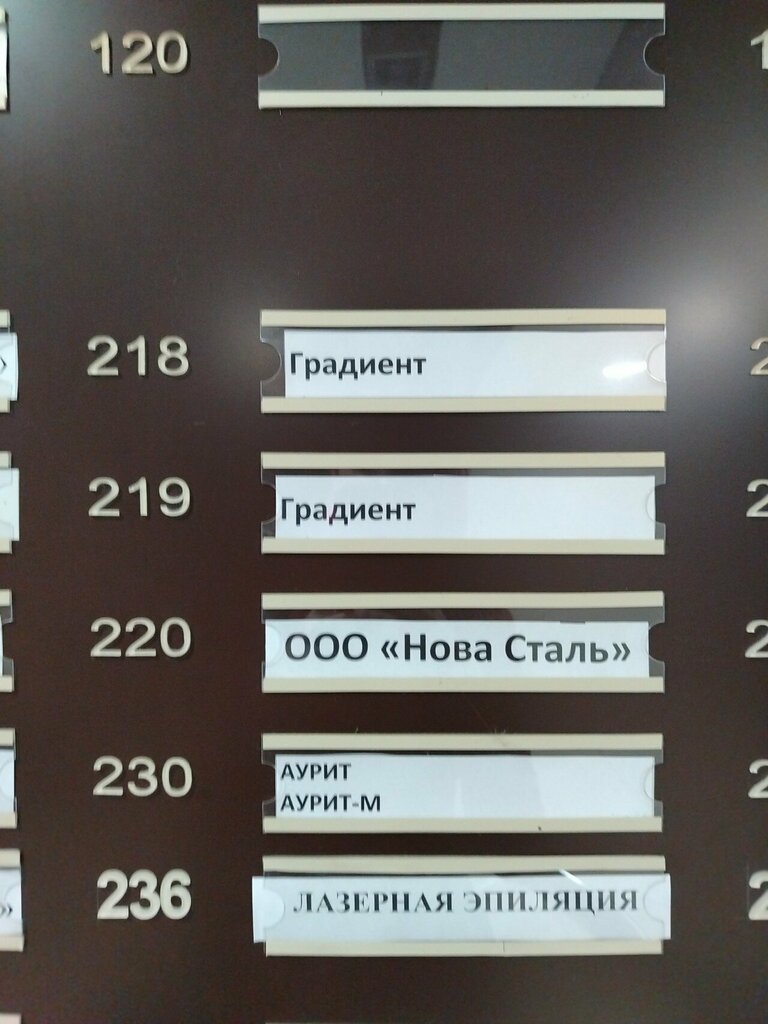 120
218 Градиент
219 Градиент
220 ООО «Нова Сталь»
230 АУРИТ
АУРИТ-М
236 ЛАЗЕРНАЯ ЭПИЛЯЦИЯ